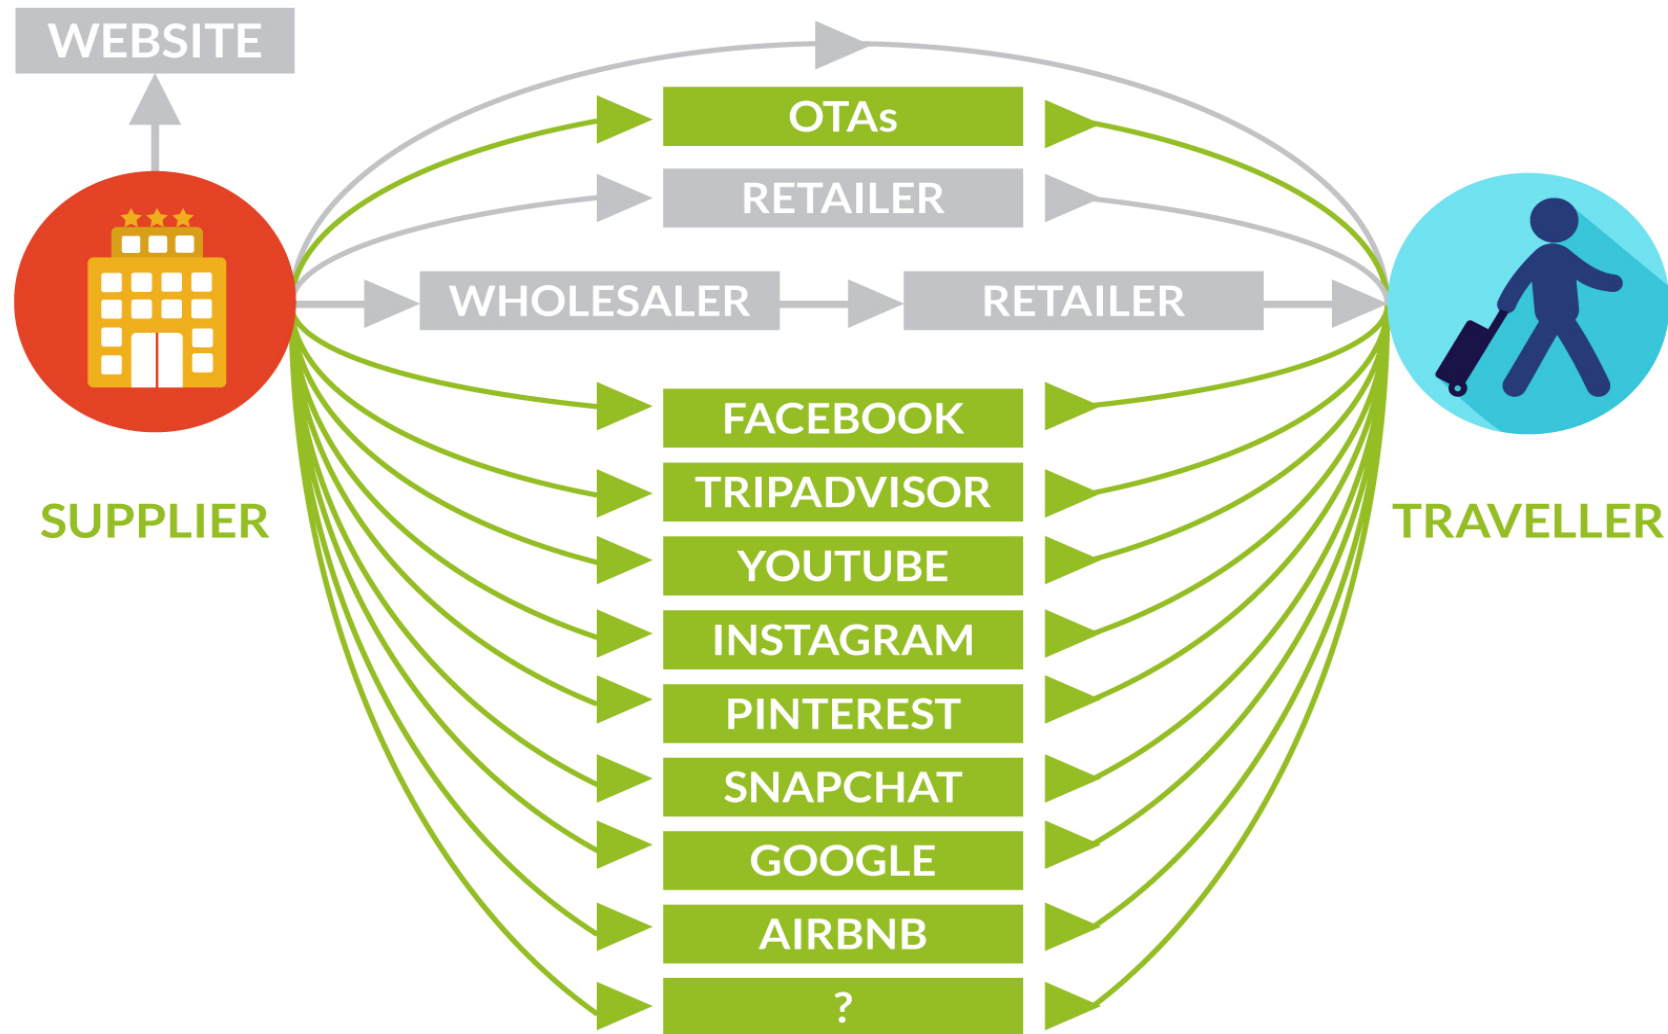 WEBSITE
OTAs
RETAILER
WHOLESALER
RETAILER
FACEBOOK
TRIPADVISOR
SUPPLIER
TRAVELLER
YOUTUBE
INSTAGRAM
PINTEREST
SNAPCHAT
GOOGLE
AIRBNB
?